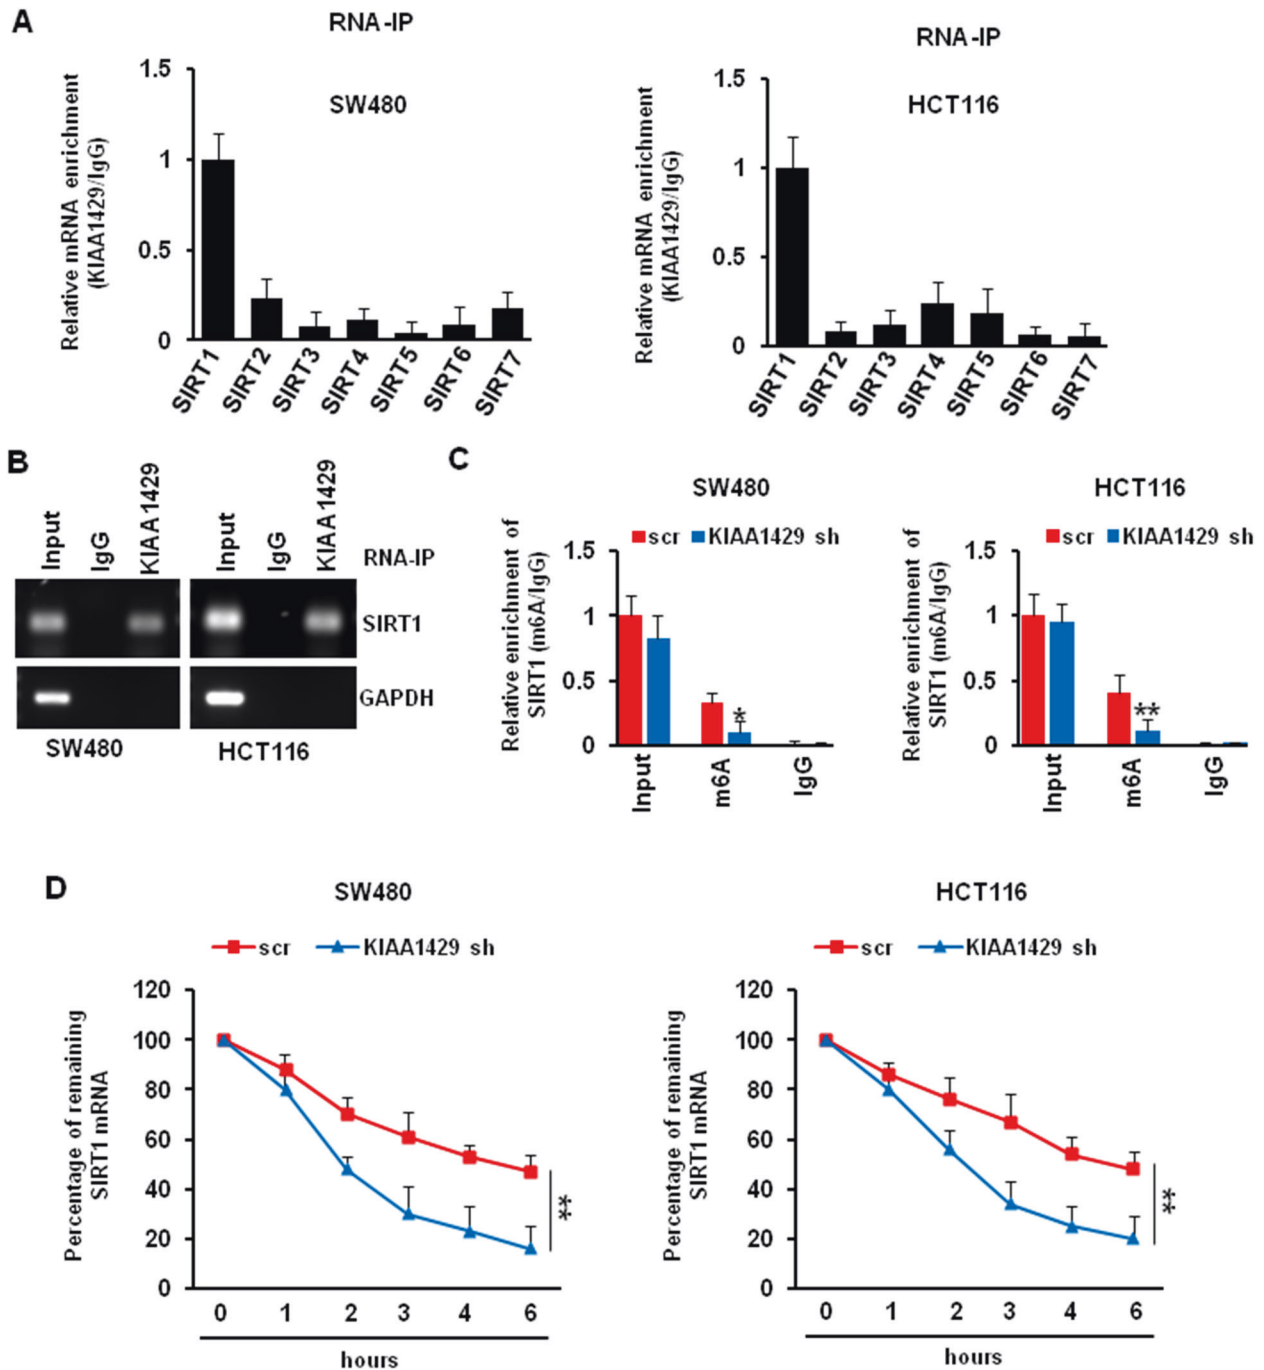 A
RNA-IP
SW480
Relative mRNA enrichment
(KIAA1429/IgG)
1.5
1
0.5
0
SIRT1
SIRT2
SIRT3
SIRT4
SIRT5
SIRT6
SIRT7
RNA-IP
HCT116
Relative mRNA enrichment
(KIAA1429/IgG)
1.5
1
0.5
0
SIRT1
SIRT2
SIRT3
SIRT4
SIRT5
SIRT6
SIRT7
B
Input
IgG
KIAA1429
Input
IgG
KIAA1429
RNA-IP
SIRT1
GAPDH
SW480
HCT116
C
SW480
scr
KIAA1429 sh
Relative enrichment of
SIRT1 (m6A/IgG)
1.5
1
0.5
0
*
Input
m6A
IgG
HCT116
scr
KIAA1429 sh
Relative enrichment of
SIRT1 (m6A/IgG)
1.5
1
0.5
0
**
Input
m6A
IgG
D
SW480
scr
KIAA1429 sh
Percentage of remaining
SIRT1 mRNA
120
100
80
60
40
20
0
**
0 1 2 3 4 6
hours
HCT116
scr
KIAA1429 sh
Percentage of remaining
SIRT1 mRNA
120
100
80
60
40
20
0
**
0 1 2 3 4 6
hours